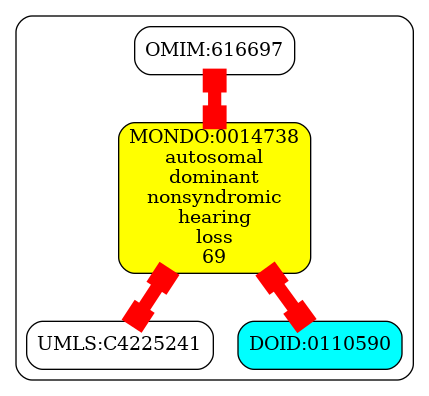 OMIM:616697
MONDO:0014738
autosomal
dominant
nonsyndromic
hearing
loss
69
UMLS:C4225241
DOID:0110590